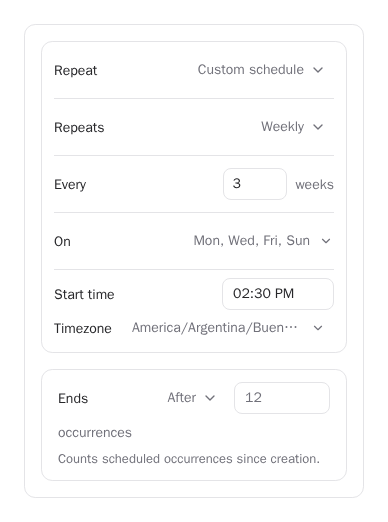 Repeat Custom schedule
Repeats Weekly
Every 3 weeks
On Mon, Wed, Fri, Sun
Start time 02:30 PM
Timezone America/Argentina/Buen···
Ends After 12
occurrences
Counts scheduled occurrences since creation.